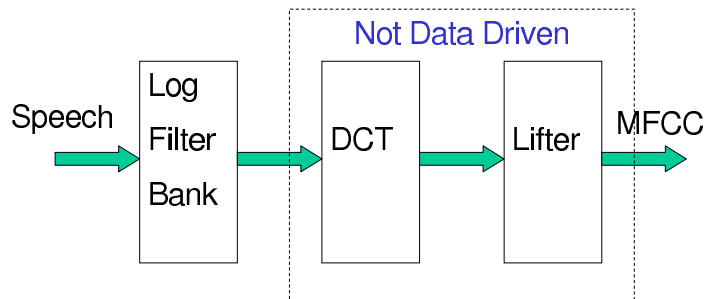 Not Data Driven
Speech
Log
Filter
Bank
DCT
Lifter
MFCC